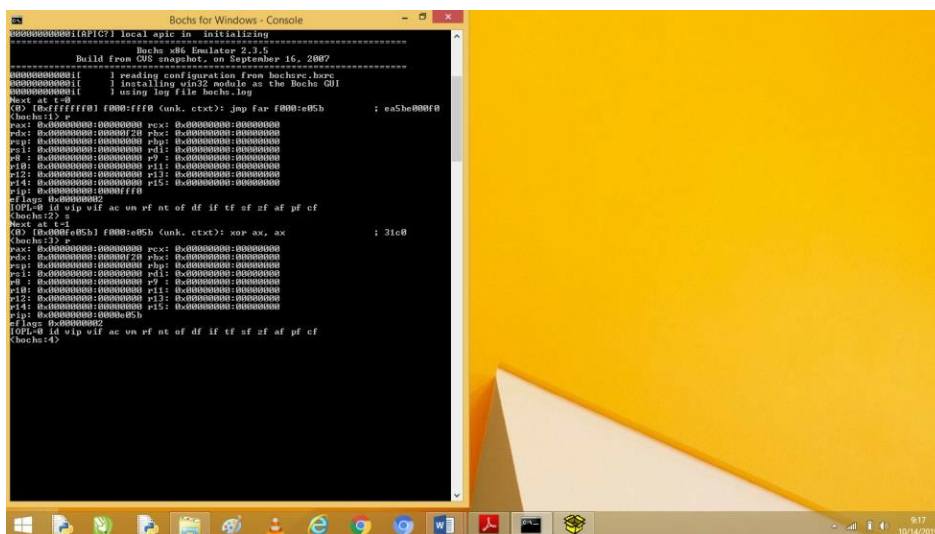 Bochs for Windows - Console
00000000000i[APIC?] local apic in  initializing
========================================================================
Bochs x86 Emulator 2.3.5
Build from CVS snapshot, on September 16, 2007
========================================================================
00000000000i[     ] reading configuration from bochsrc.bxrc
00000000000i[     ] installing win32 module as the Bochs GUI
00000000000i[     ] using log file bochs.log
Next at t=0
(0) [0xfffffff0] f000:fff0 (unk. ctxt): jmp far f000:e05b          ; ea5be000f0
<bochs:1> r
rax: 0x00000000:00000000 rcx: 0x00000000:00000000
rdx: 0x00000000:00000f20 rbx: 0x00000000:00000000
rsp: 0x00000000:00000000 rbp: 0x00000000:00000000
rsi: 0x00000000:00000000 rdi: 0x00000000:00000000
r8 : 0x00000000:00000000 r9 : 0x00000000:00000000
r10: 0x00000000:00000000 r11: 0x00000000:00000000
r12: 0x00000000:00000000 r13: 0x00000000:00000000
r14: 0x00000000:00000000 r15: 0x00000000:00000000
rip: 0x00000000:0000fff0
eflags 0x00000002
IOPL=0 id vip vif ac vm rf nt of df if tf sf zf af pf cf
<bochs:2> s
Next at t=1
(0) [0x000fe05b] f000:e05b (unk. ctxt): xor ax, ax                 ; 31c0
<bochs:3> r
rax: 0x00000000:00000000 rcx: 0x00000000:00000000
rdx: 0x00000000:00000f20 rbx: 0x00000000:00000000
rsp: 0x00000000:00000000 rbp: 0x00000000:00000000
rsi: 0x00000000:00000000 rdi: 0x00000000:00000000
r8 : 0x00000000:00000000 r9 : 0x00000000:00000000
r10: 0x00000000:00000000 r11: 0x00000000:00000000
r12: 0x00000000:00000000 r13: 0x00000000:00000000
r14: 0x00000000:00000000 r15: 0x00000000:00000000
rip: 0x00000000:0000e05b
eflags 0x00000002
IOPL=0 id vip vif ac vm rf nt of df if tf sf zf af pf cf
<bochs:4>
9:17